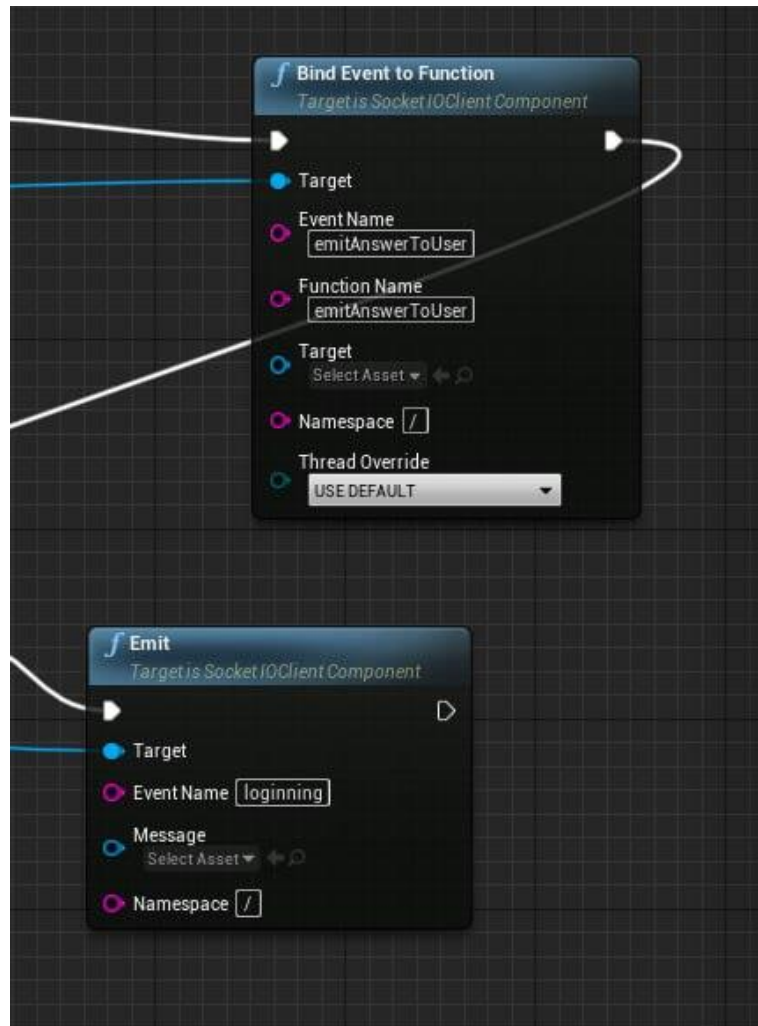 f Bind Event to Function
Target is Socket IOClient Component
Target
Event Name
emitAnswerToUser
Function Name
emitAnswerToUser
Target
Select Asset
Namespace /
Thread Override
USE DEFAULT
f Emit
Target is Socket IOClient Component
Target
Event Name loginning
Message
Select Asset
Namespace /